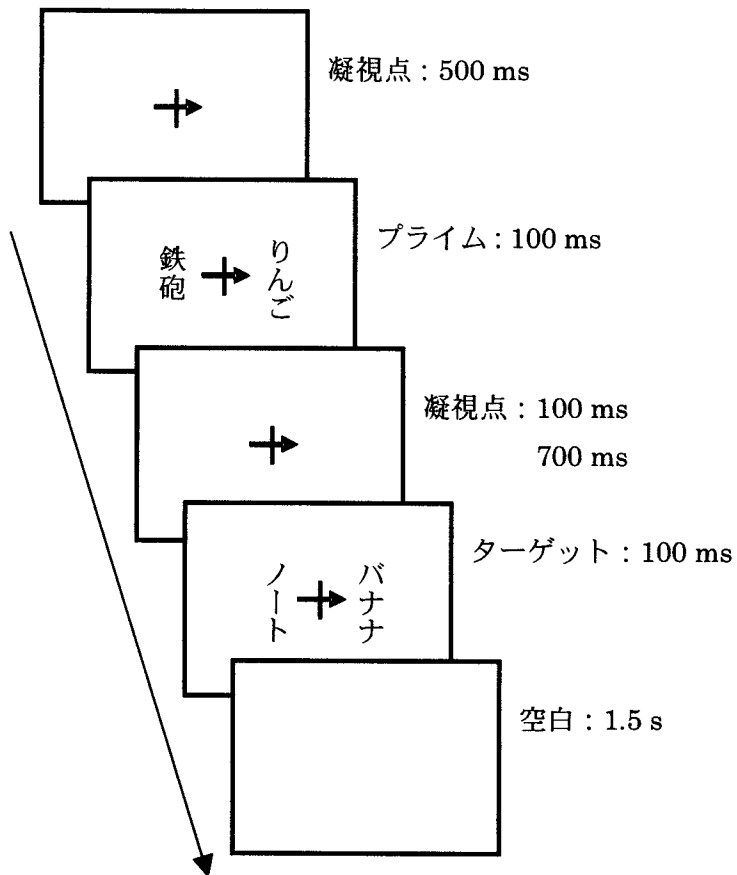 凝視点：500 ms
プライム：100 ms
鉄砲
りんご
凝視点：100 ms
700 ms
ターゲット：100 ms
ノート
バナナ
空白：1.5 s